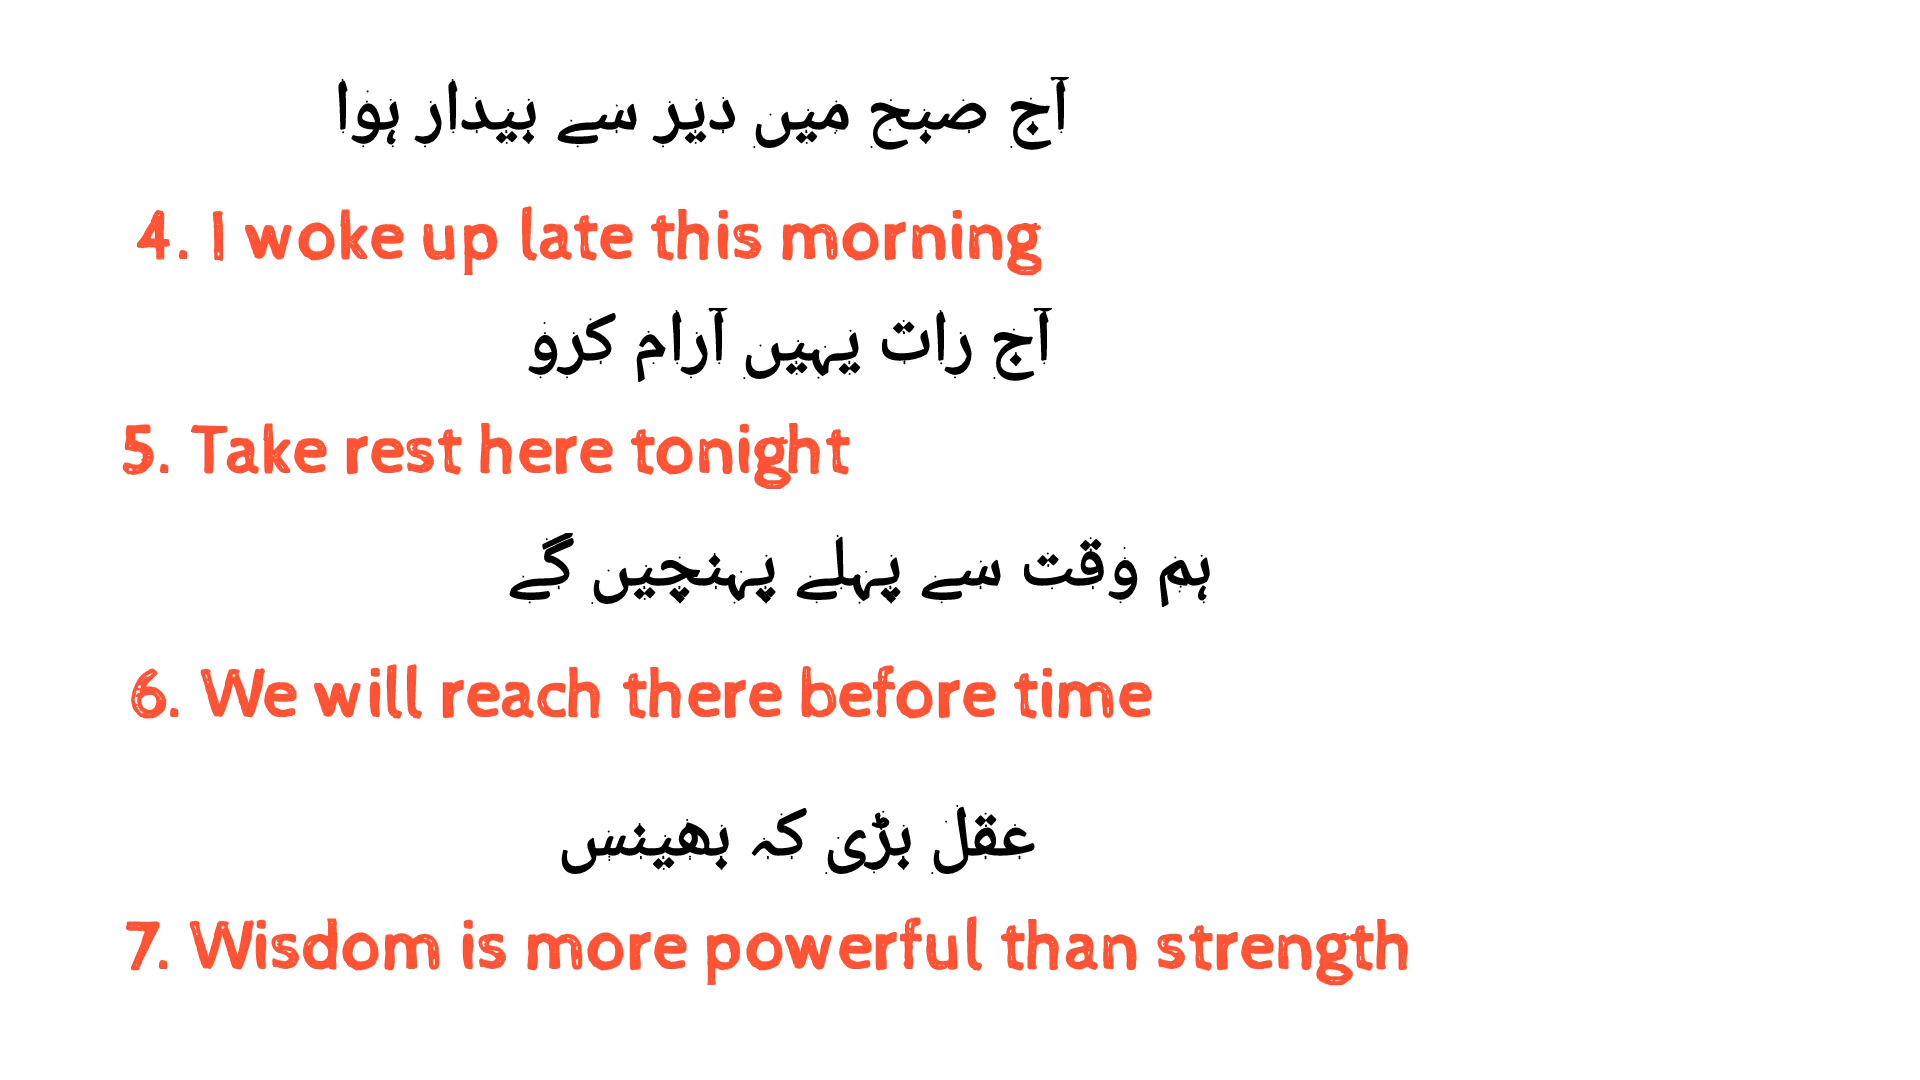 آج صبح میں دیر سے بیدار ہوا
4. I woke up late this morning
آج رات یہیں آرام کرو
5. Take rest here tonight
ہم وقت سے پہلے پہنچیں گے
6. We will reach there before time
عقل بڑی کہ بھینس
7. Wisdom is more powerful than strength